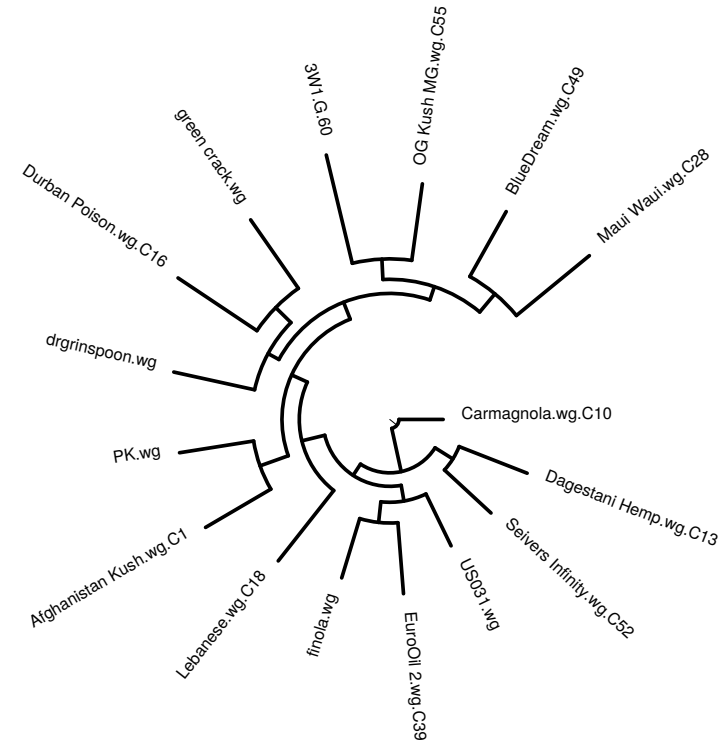 3W1.G.60
OG Kush MG.wg.C55
BlueDream.wg.C49
Maui Waui.wg.C28
green crack.wg
Durban Poison.wg.C16
drgrinspoon.wg
PK.wg
Afghanistan Kush.wg.C1
Lebanese.wg.C18
finola.wg
EuroOil 2.wg.C39
US031.wg
Seivers Infinity.wg.C52
Dagestani Hemp.wg.C13
Carmagnola.wg.C10